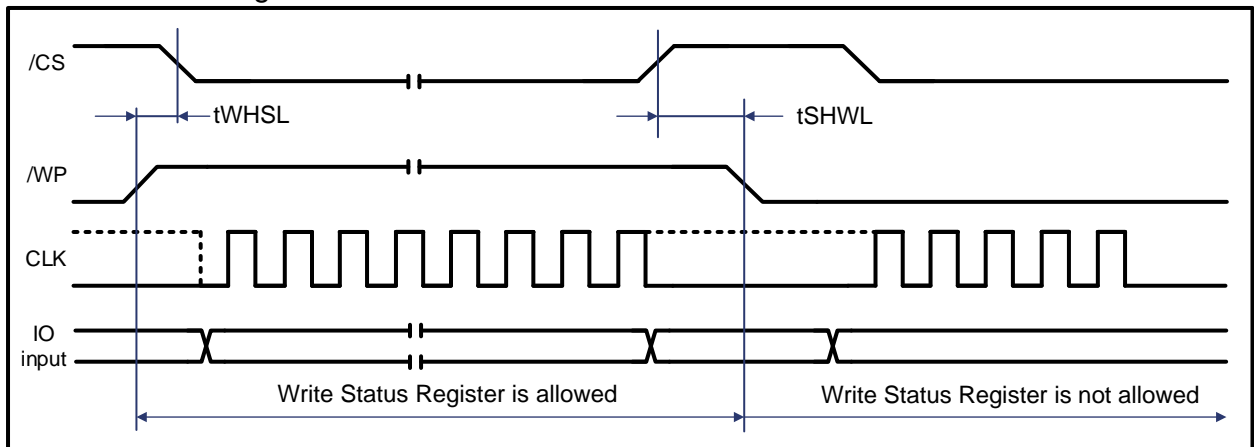 /CS
tWHSL
tSHWL
/WP
CLK
IO
input
Write Status Register is allowed
Write Status Register is not allowed